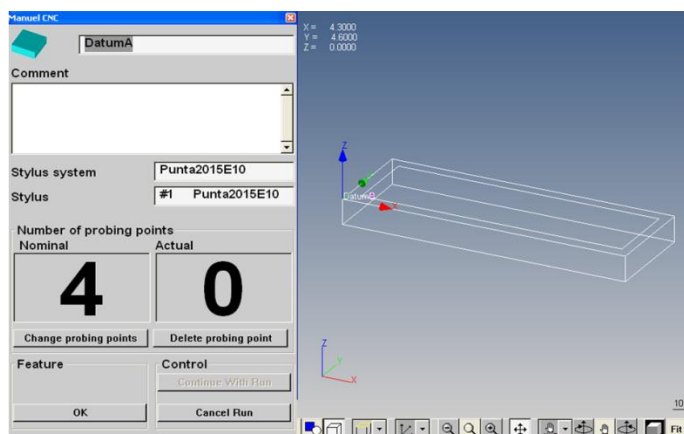 Manuel CNC
DatumA
Comment
Stylus system
Punta2015E10
Stylus
#1 Punta2015E10
Number of probing points
Nominal
Actual
4
0
Change probing points
Delete probing point
Feature
Control
Continue With Run
OK
Cancel Run
X = 4.3000
Y = 4.6000
Z = 0.0000
Z
X
Z
Y
X
10
Fit